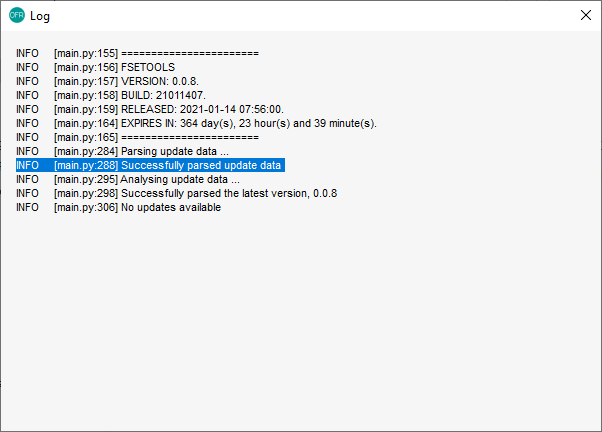 OFR Log
INFO [main.py:155] =======================
INFO [main.py:156] FSETOOLS
INFO [main.py:157] VERSION: 0.0.8.
INFO [main.py:158] BUILD: 21011407.
INFO [main.py:159] RELEASED: 2021-01-14 07:56:00.
INFO [main.py:164] EXPIRES IN: 364 day(s), 23 hour(s) and 39 minute(s).
INFO [main.py:165] =======================
INFO [main.py:284] Parsing update data ...
INFO [main.py:288] Successfully parsed update data
INFO [main.py:295] Analysing update data ...
INFO [main.py:298] Successfully parsed the latest version, 0.0.8
INFO [main.py:306] No updates available